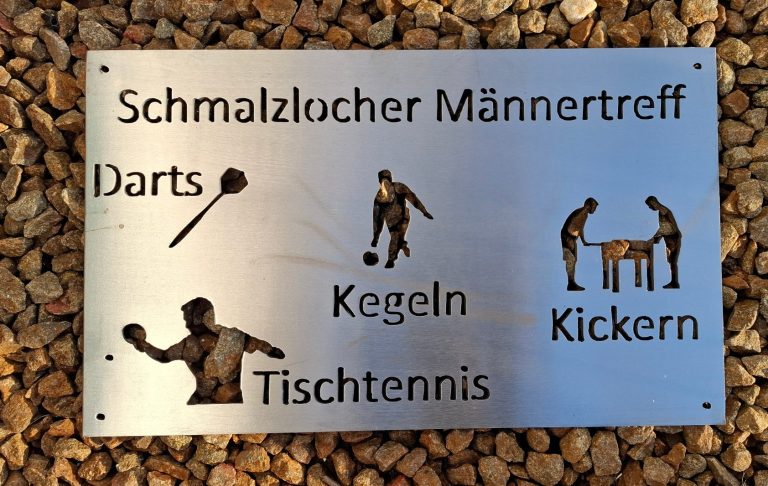 Schmalzlocher Männertreff
Darts
Kegeln
Kickern
Tischtennis